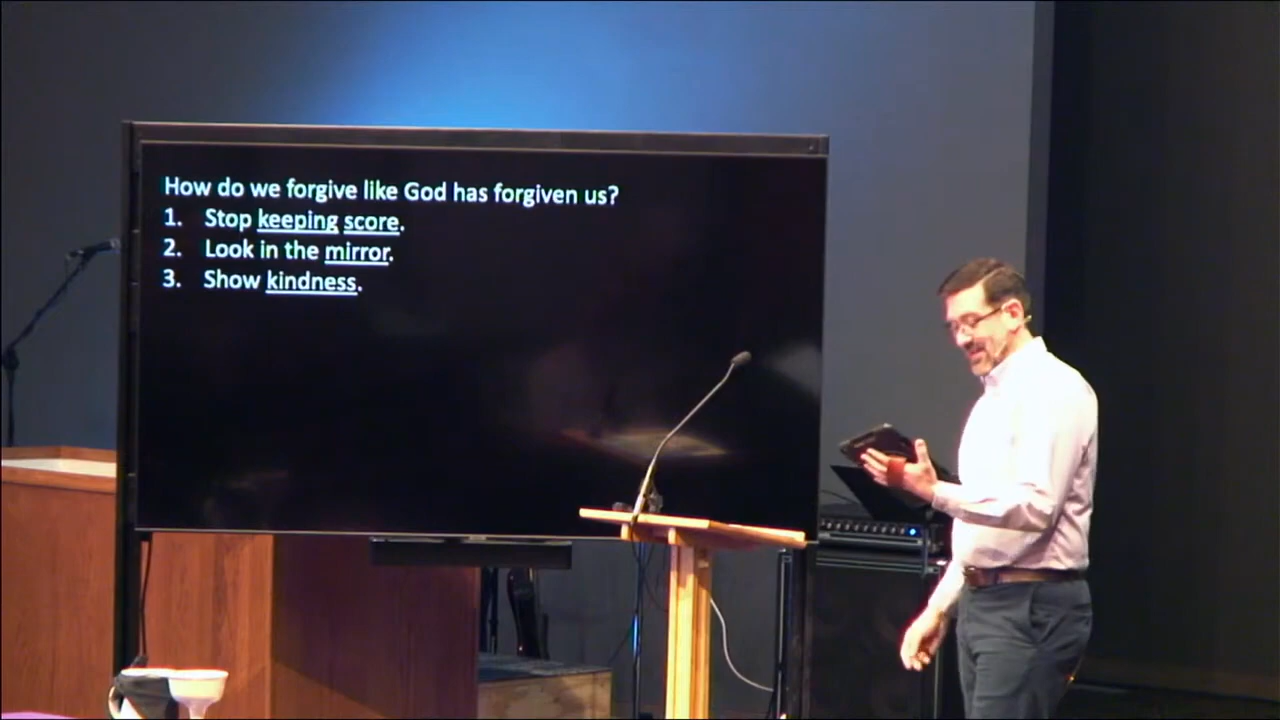 How do we forgive like God has forgiven us?
1. Stop keeping score.
2. Look in the mirror.
3. Show kindness.